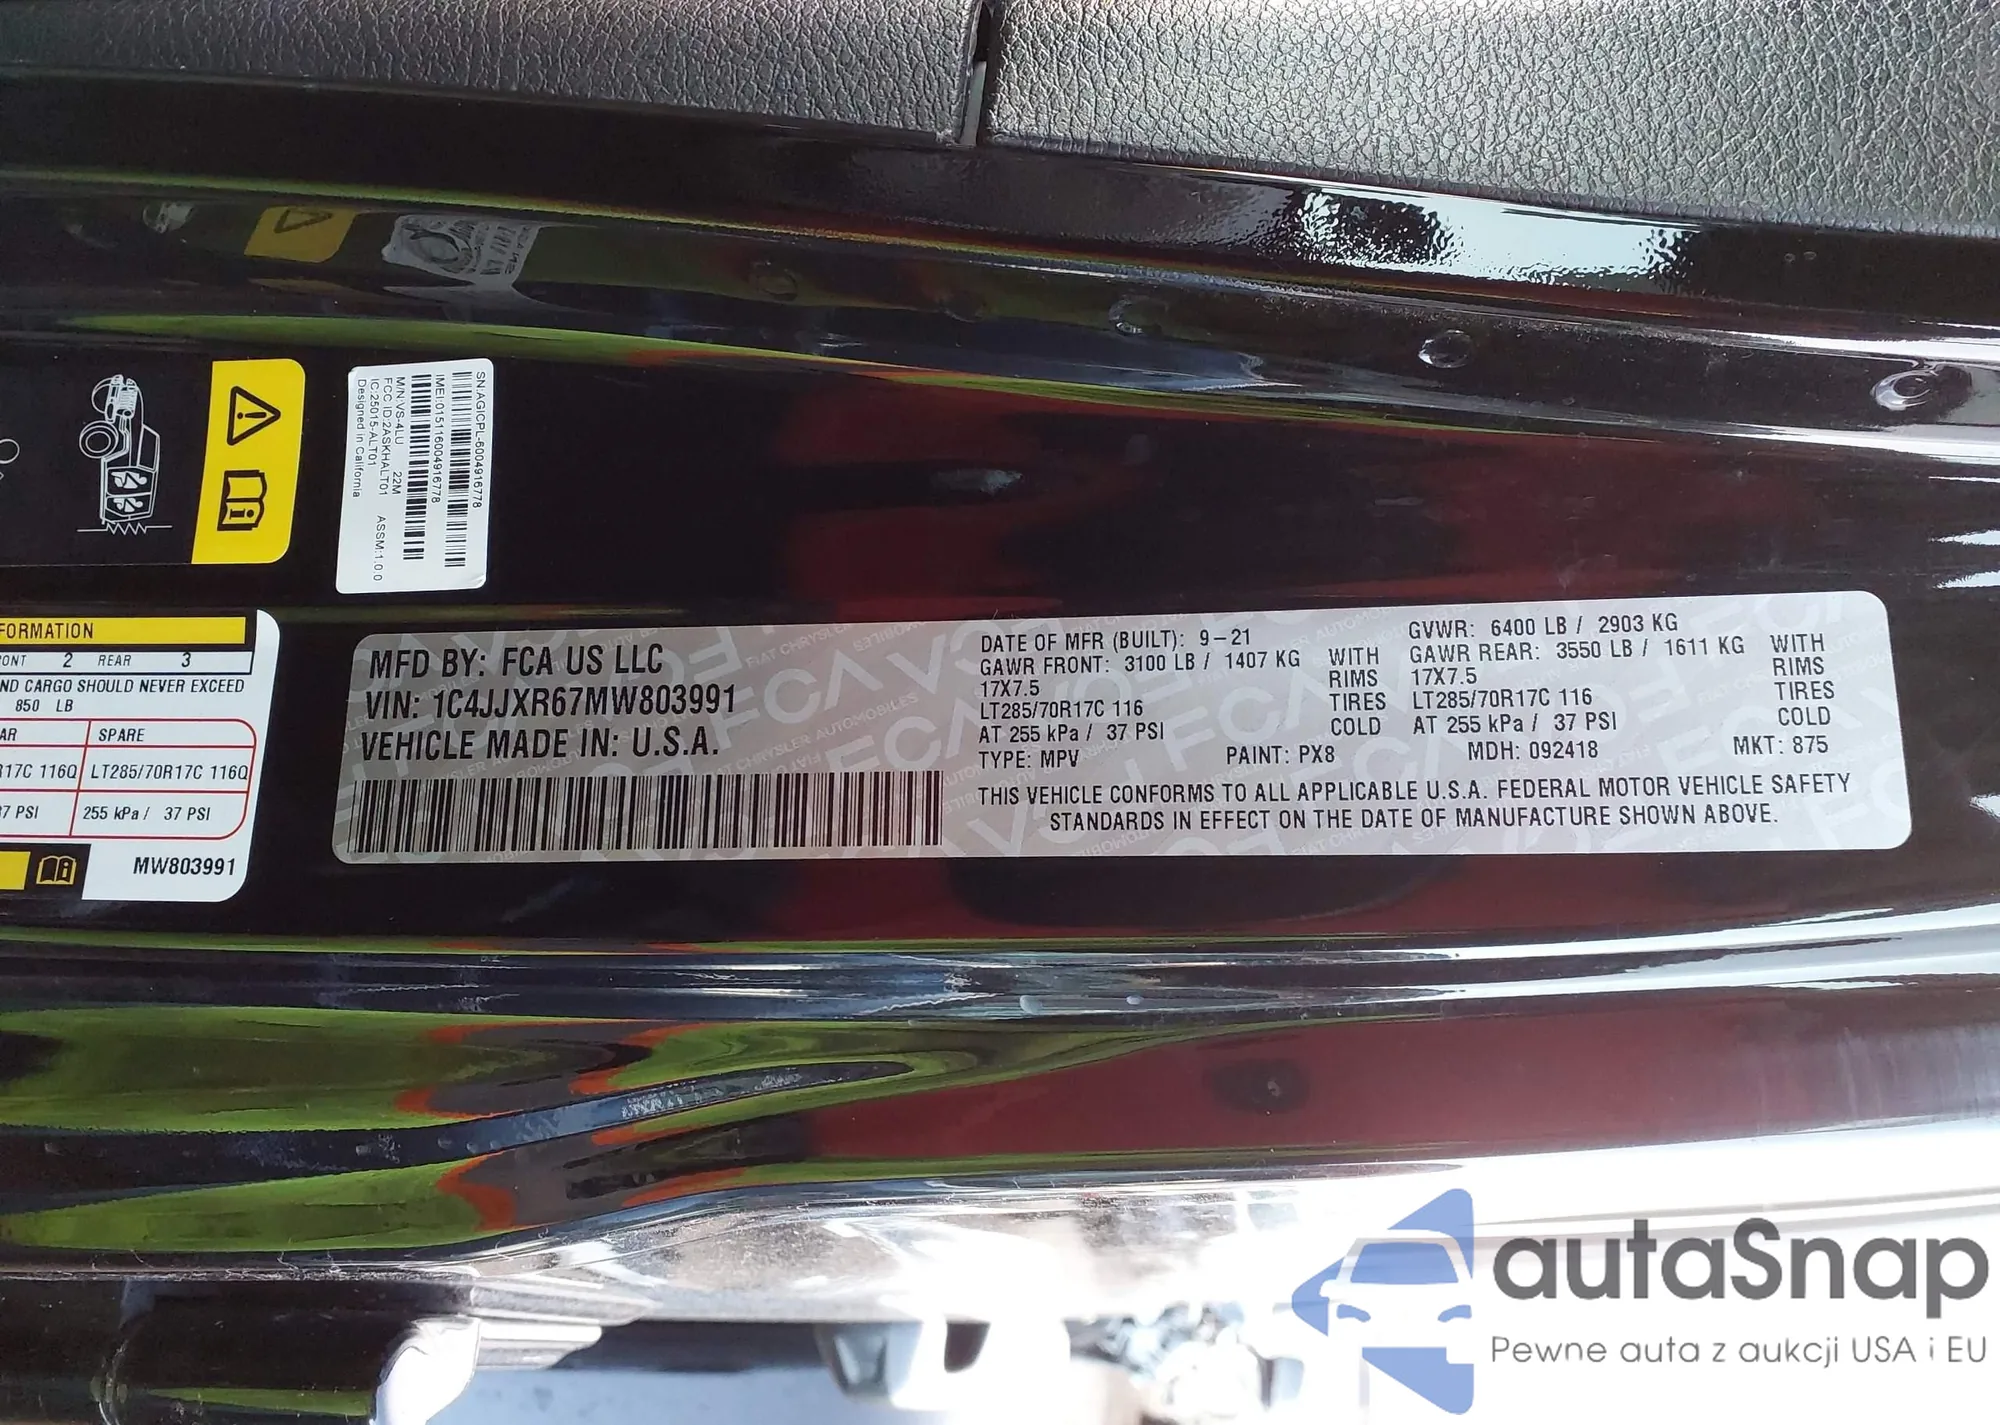 SN:AGICPL-6004916778
IMEI:015116004916778
M/N:VS-4LU 22M
FCC ID:2ASKHALT01
IC:25015-ALT01 ASSM:1.0.0
Designed in California
FORMATION
ONT 2 REAR 3
ND CARGO SHOULD NEVER EXCEED
850 LB
AR SPARE
R17C 116Q LT285/70R17C 116Q
37 PSI 255 kPa / 37 PSI
MW803991
MFD BY: FCA US LLC
VIN: 1C4JJXR67MW803991
VEHICLE MADE IN: U.S.A.
DATE OF MFR (BUILT): 9-21 GVWR: 6400 LB / 2903 KG
GAWR FRONT: 3100 LB / 1407 KG WITH GAWR REAR: 3550 LB / 1611 KG WITH
17X7.5 RIMS 17X7.5 RIMS
LT285/70R17C 116 TIRES LT285/70R17C 116 TIRES
AT 255 kPa / 37 PSI COLD AT 255 kPa / 37 PSI COLD
TYPE: MPV PAINT: PX8 MDH: 092418 MKT: 875
THIS VEHICLE CONFORMS TO ALL APPLICABLE U.S.A. FEDERAL MOTOR VEHICLE SAFETY
STANDARDS IN EFFECT ON THE DATE OF MANUFACTURE SHOWN ABOVE.
autaSnap
Pewne auta z aukcji USA i EU